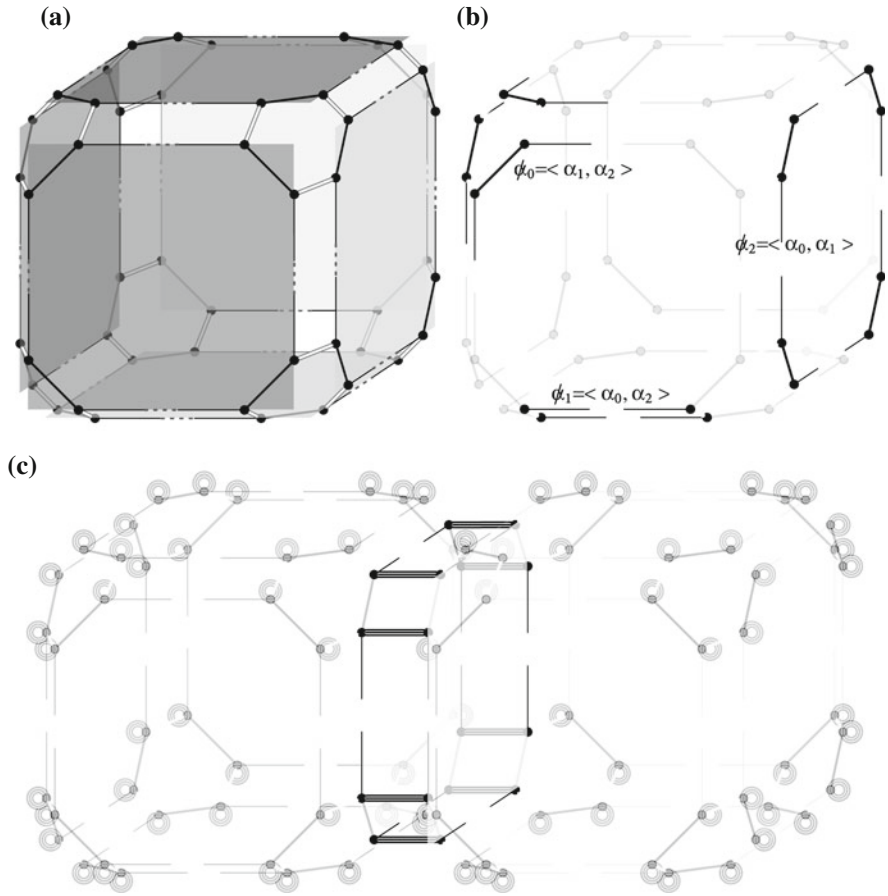 (a)
(b)
ϕ₀=< α₁, α₂ >
ϕ₂=< α₀, α₁ >
ϕ₁=< α₀, α₂ >
(c)